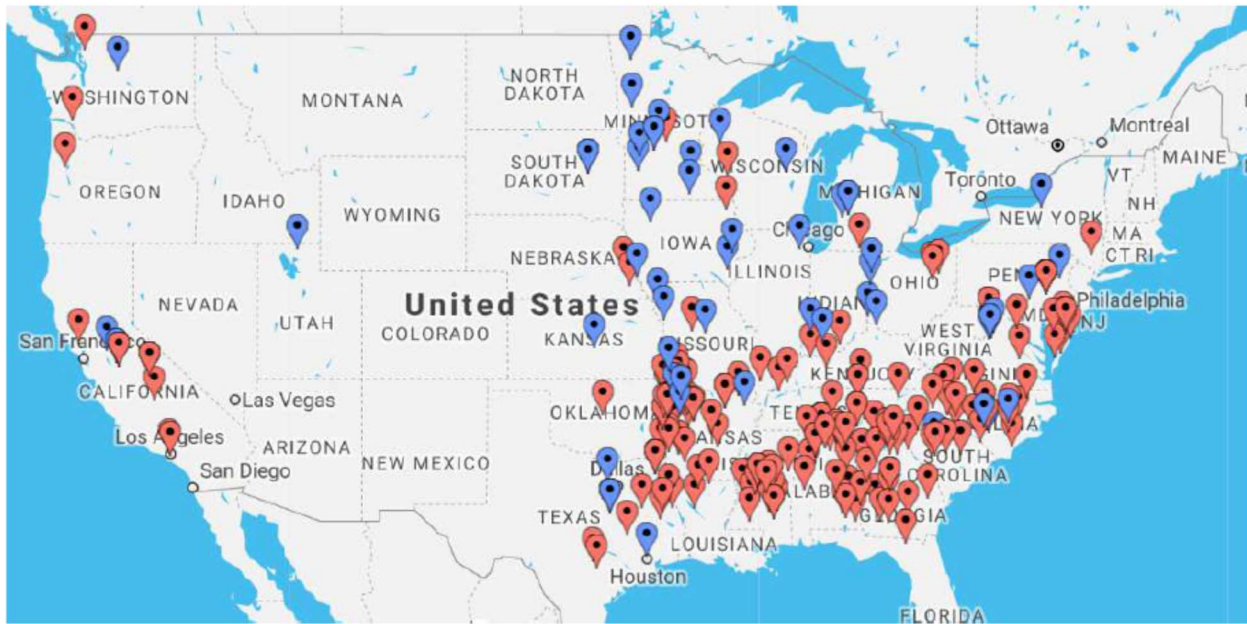 Ottawa
Montreal
NORTH
DAKOTA
WASHINGTON
MONTANA
MAINE
WISCONSIN
VT
SOUTH
DAKOTA
Toronto
MICHIGAN
OREGON
IDAHO
WYOMING
NH
NEW YORK
MA
Chicago
IOWA
CT RI
NEBRASKA
ILLINOIS
OHIO
PEN
NEVADA
United States
Philadelphia
MD
NJ
UTAH
COLORADO
KANSAS
WEST
VIRGINIA
San Francisco
MISSOURI
CALIFORNIA
KENTUCKY
Las Vegas
OKLAHOMA
Los Angeles
ARIZONA
NEW MEXICO
SOUTH
CAROLINA
San Diego
Dallas
TEXAS
GEORGIA
LOUISIANA
Houston
FLORIDA